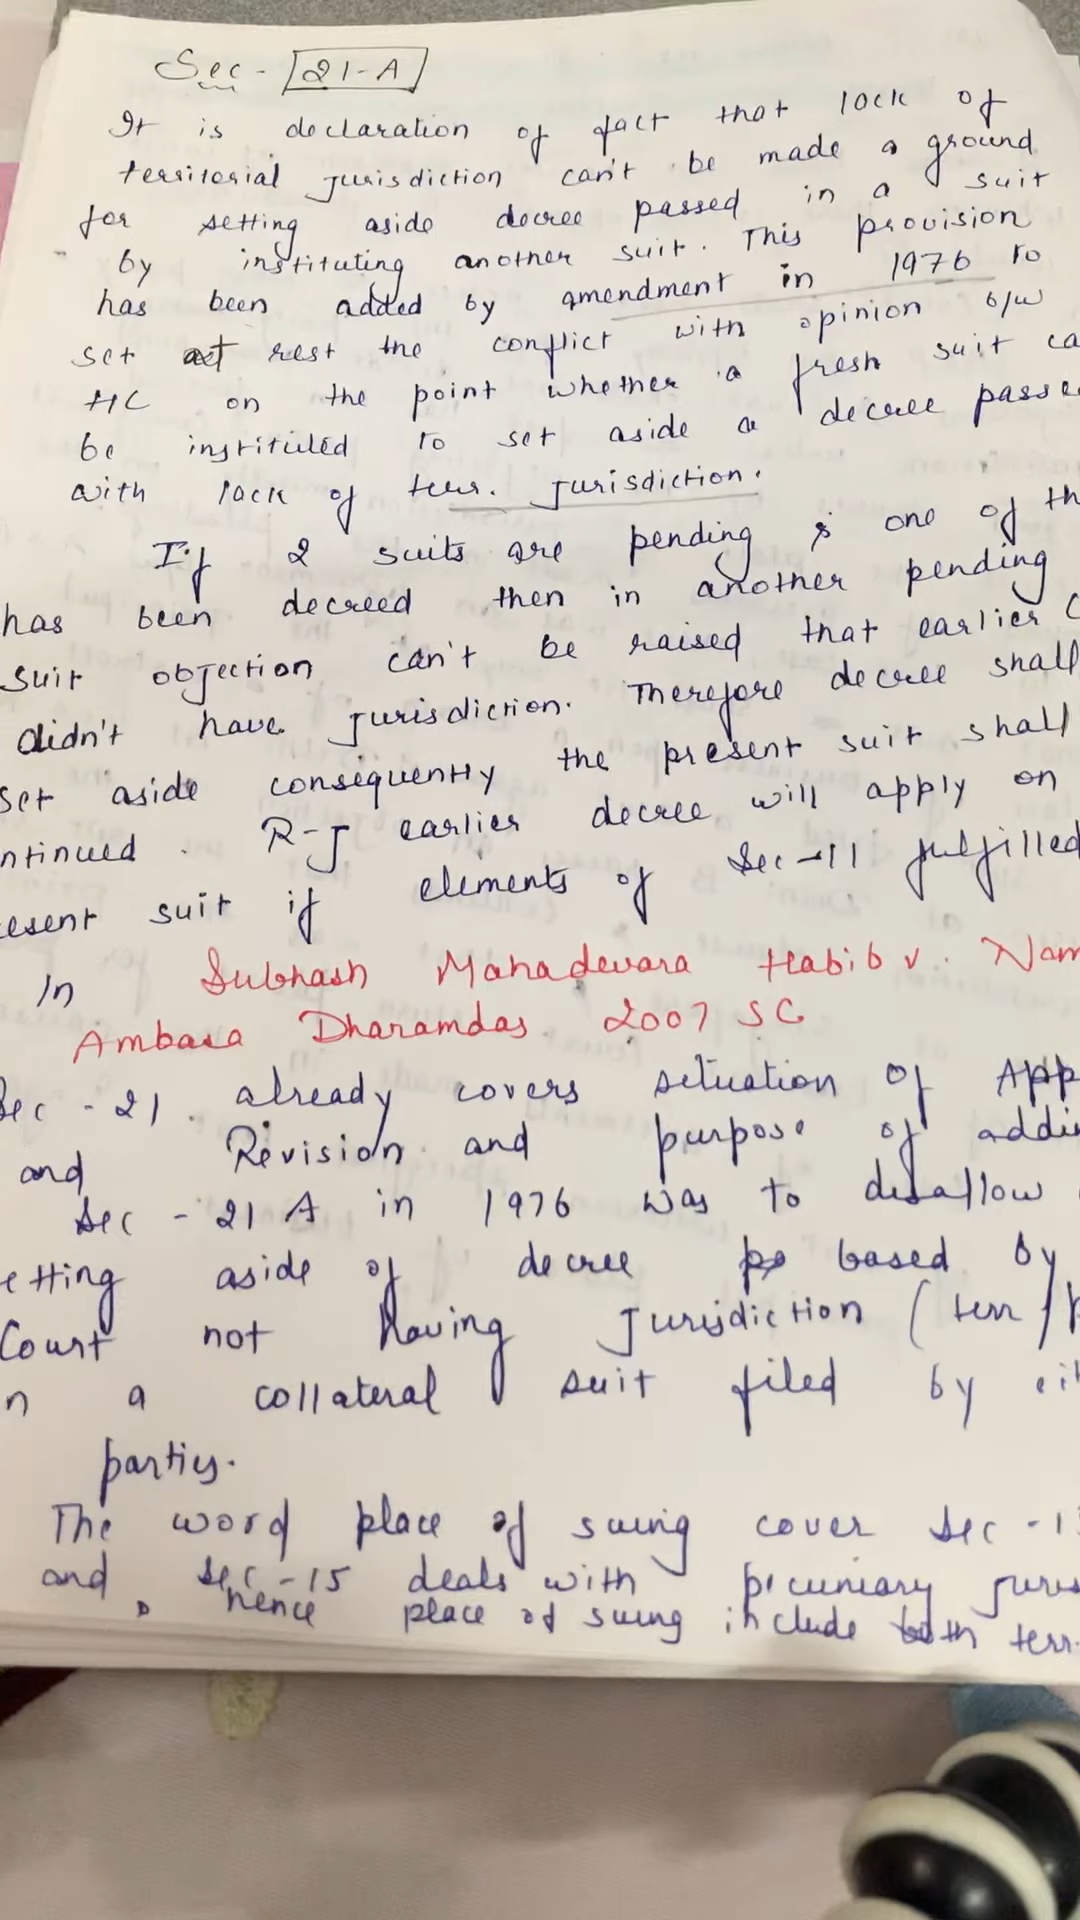 Sec - 21-A
It is declaration of fact that lack of
territorial jurisdiction can't be made a ground
for setting aside decree passed in a suit
by instituting another suit. This provision
has been added by amendment in 1976 to
set at rest the conflict with opinion b/w
HC on the point whether a fresh suit ca
be instituted to set aside a decree passe
with lack of terr. jurisdiction.
If 2 suits are pending & one of th
has been decreed then in another pending
suit objection can't be raised that earlier C
didn't have jurisdiction. Therefore decree shall
set aside consequently the present suit shall
ntinued. R-J earlier decree will apply on
esent suit if elements of Sec-11 fulfilled
In Subhash Mahadevara Habib v. Nam
Ambasa Dharamdas 2007 SC
Sec - 21 already covers situation of App
and Revision and purpose of addi
Sec - 21 A in 1976 was to disallow
etting aside of decree based by
Court not having jurisdiction (terr /P
n a collateral suit filed by eit
parties.
The word place of suing cover Sec - 1
and Sec - 15 deals with pecuniary juris
hence place of suing include both terr.